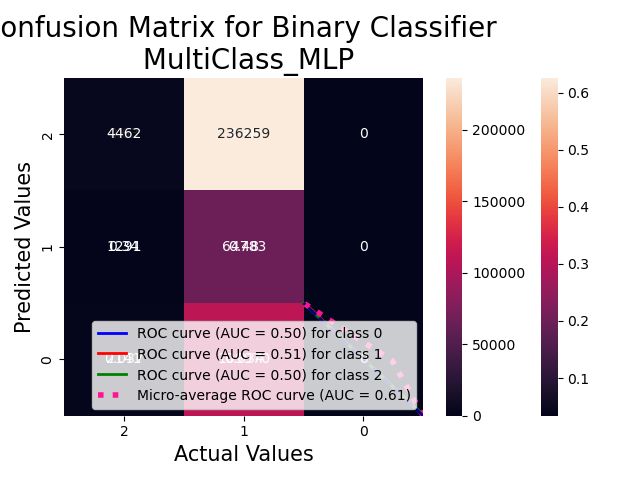 onfusion Matrix for Binary Classifier
MultiClass_MLP
Predicted Values
2
1
0
4462
236259
0
0
ROC curve (AUC = 0.50) for class 0
ROC curve (AUC = 0.51) for class 1
ROC curve (AUC = 0.50) for class 2
Micro-average ROC curve (AUC = 0.61)
2
1
0
Actual Values
200000
150000
100000
50000
0
0.6
0.5
0.4
0.3
0.2
0.1